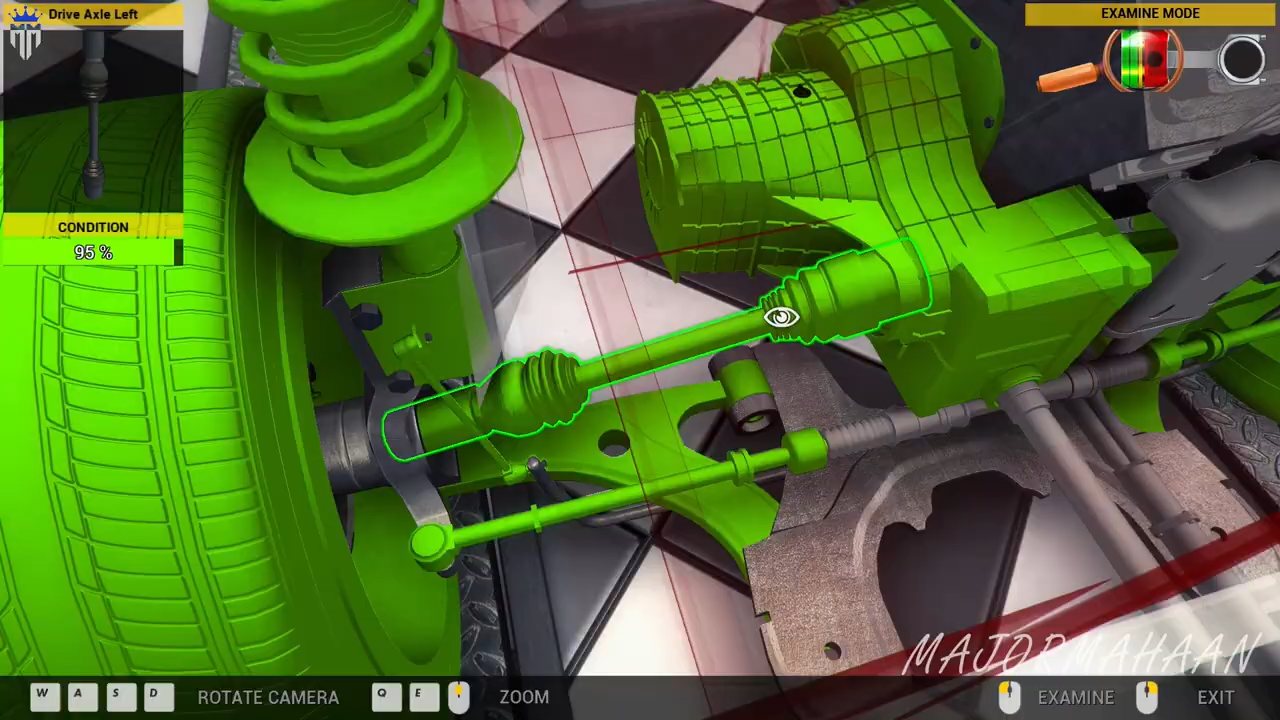 Drive Axle Left
EXAMINE MODE
CONDITION
95 %
MAJORMAHAAN
W A S D ROTATE CAMERA Q E ZOOM EXAMINE EXIT